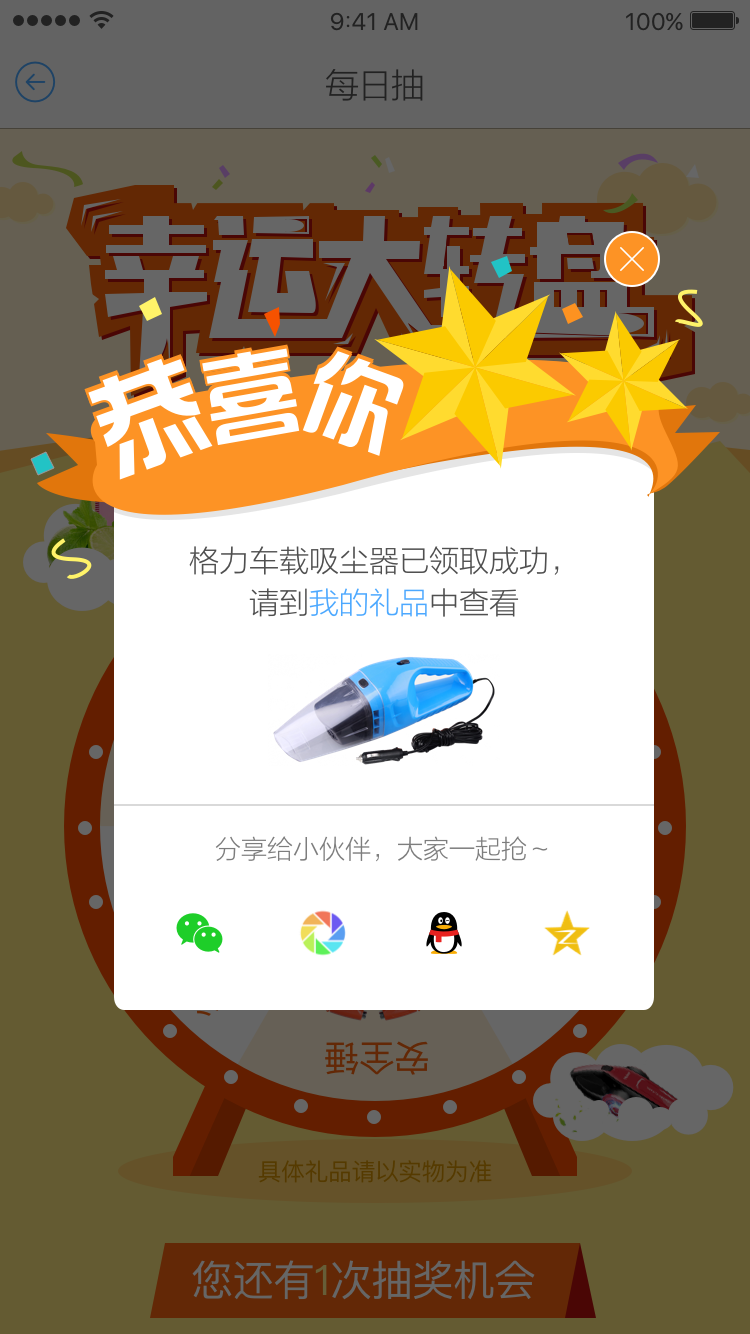 9:41 AM
100%
每日抽
幸运大转盘
恭喜你
格力车载吸尘器已领取成功，
请到我的礼品中查看
分享给小伙伴，大家一起抢～
安全锤
具体礼品请以实物为准
您还有1次抽奖机会